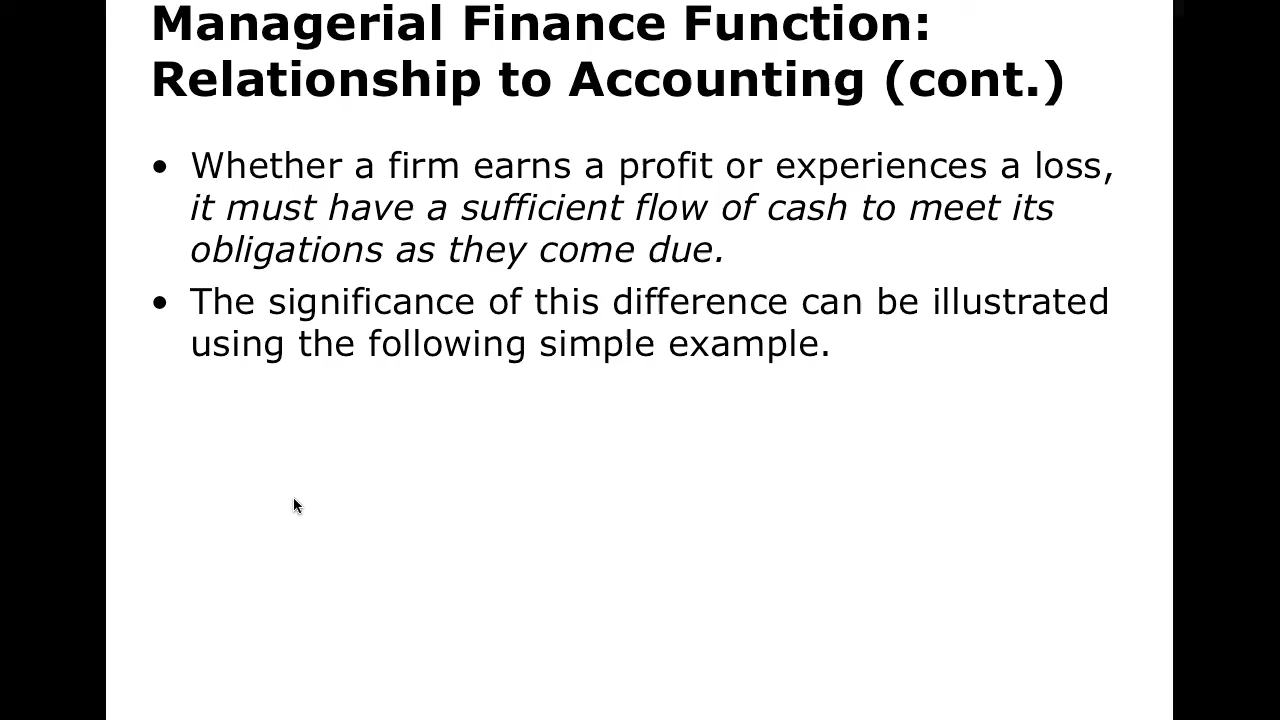 Managerial Finance Function:
Relationship to Accounting (cont.)
• Whether a firm earns a profit or experiences a loss,
it must have a sufficient flow of cash to meet its
obligations as they come due.
• The significance of this difference can be illustrated
using the following simple example.